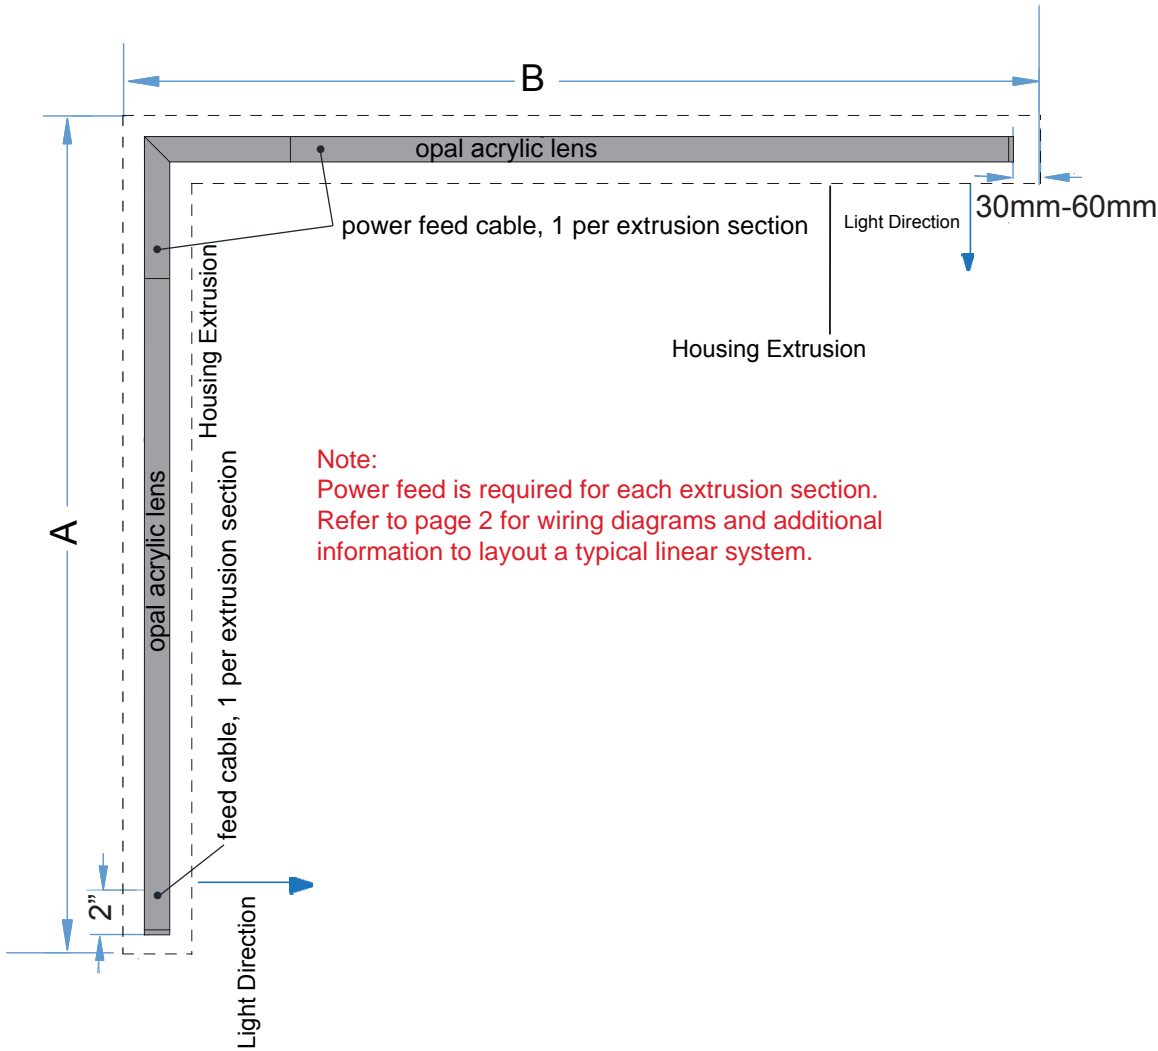 B
opal acrylic lens
30mm-60mm
Light Direction
power feed cable, 1 per extrusion section
Housing Extrusion
Housing Extrusion
Note:
Power feed is required for each extrusion section.
Refer to page 2 for wiring diagrams and additional
information to layout a typical linear system.
A
opal acrylic lens
feed cable, 1 per extrusion section
2”
Light Direction